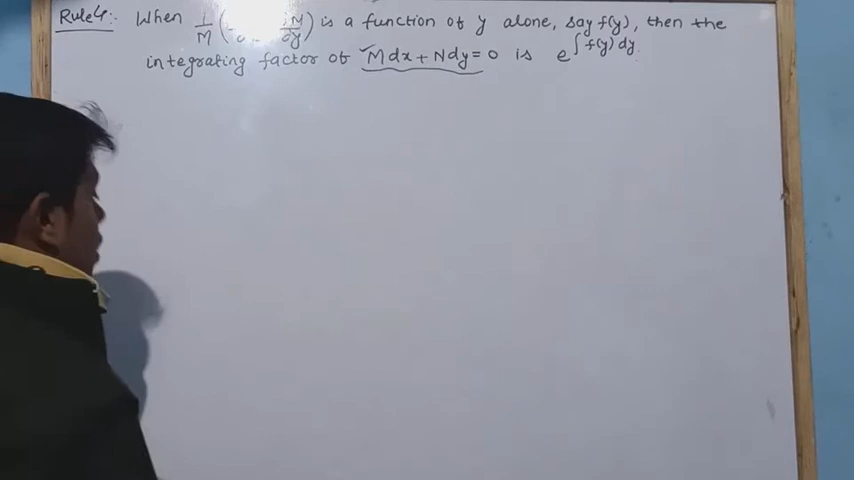 Rule4:- When 1/M ( ∂M/∂y) is a function of y alone, say f(y), then the
integrating factor of Mdx + Ndy = 0 is e^∫f(y) dy.